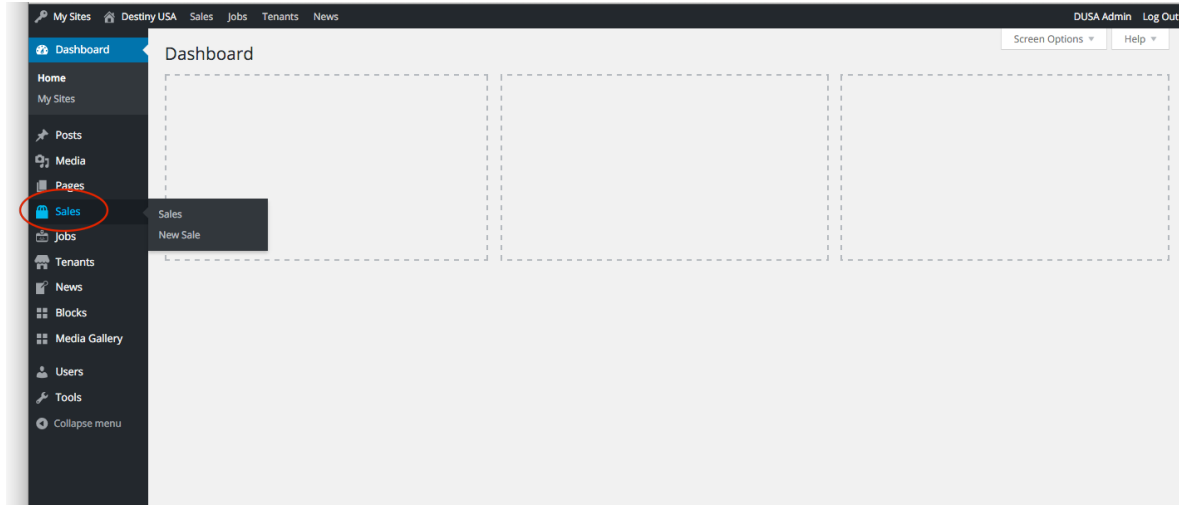 My Sites Destiny USA Sales Jobs Tenants News DUSA Admin Log Out
Screen Options Help
Dashboard
Dashboard
Home
My Sites
Posts
Media
Pages
Sales
Sales
New Sale
Jobs
Tenants
News
Blocks
Media Gallery
Users
Tools
Collapse menu